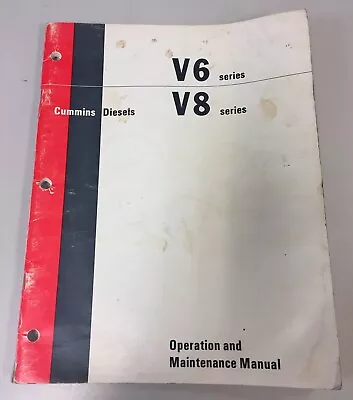 V6 series
Cummins Diesels V8 series
Operation and
Maintenance Manual